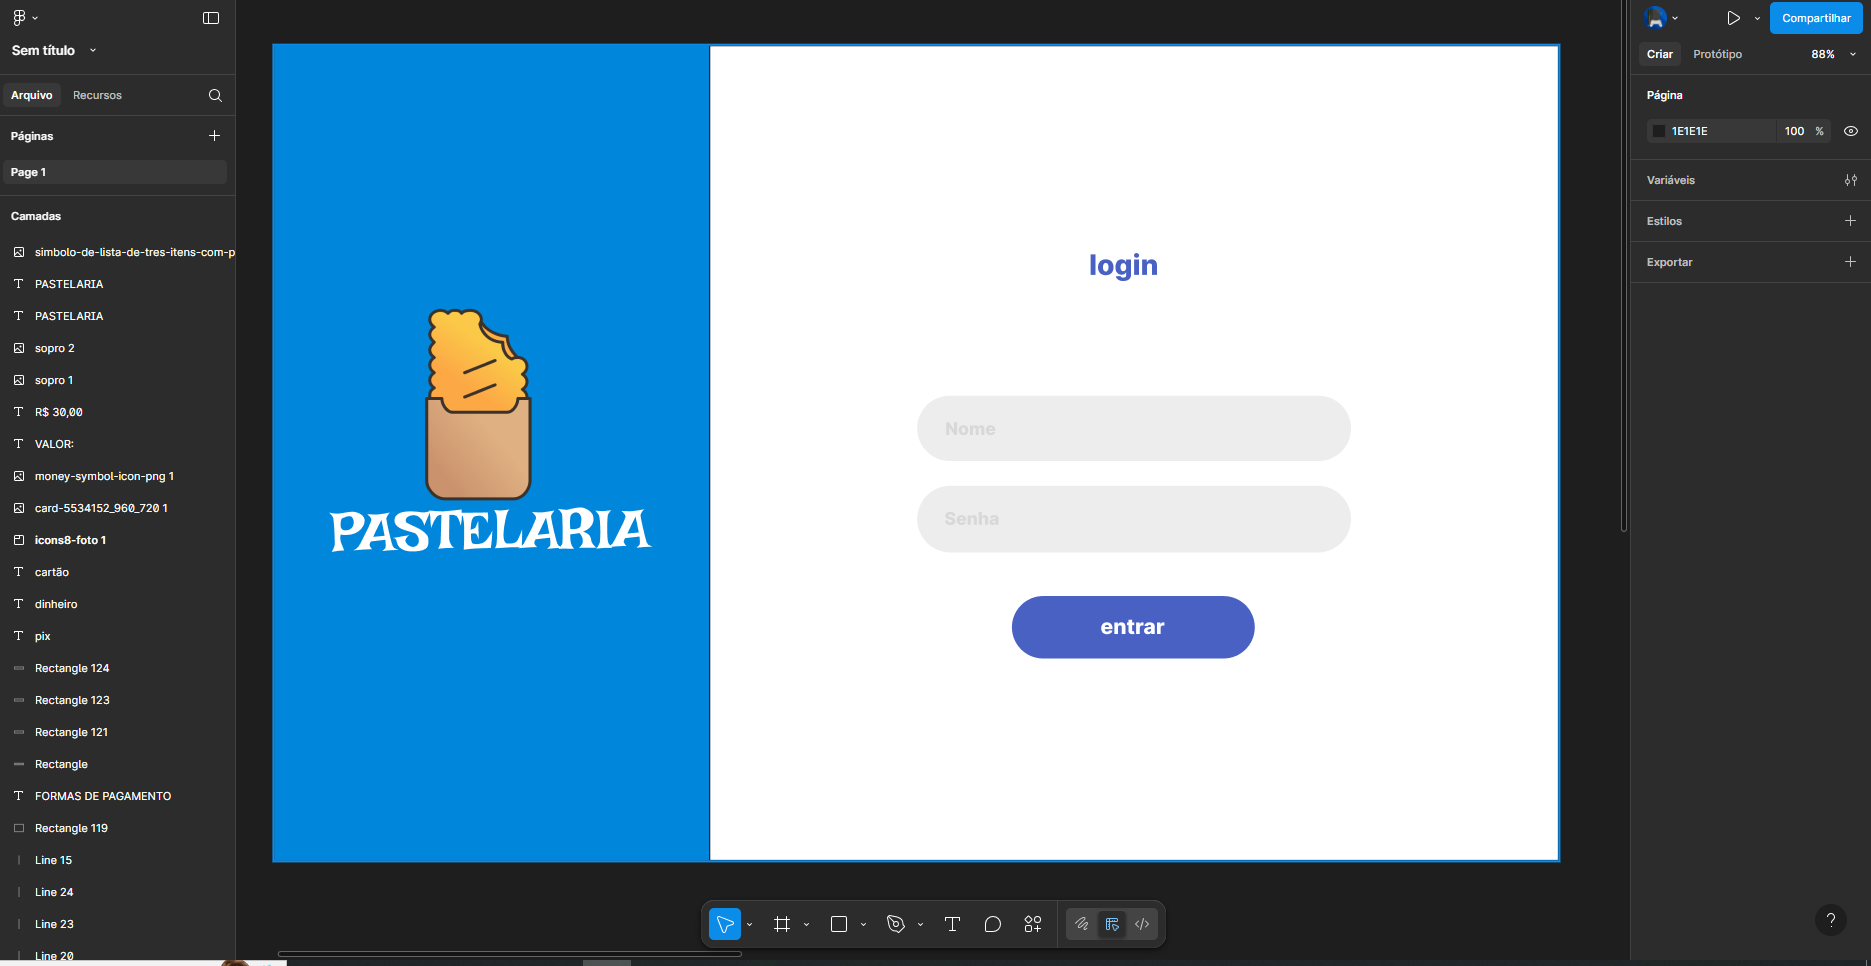 Sem título
Arquivo Recursos
Páginas
Page 1
Camadas
simbolo-de-lista-de-tres-itens-com-p
PASTELARIA
PASTELARIA
sopro 2
sopro 1
R$ 30,00
VALOR:
money-symbol-icon-png 1
card-5534152_960_720 1
icons8-foto 1
cartão
dinheiro
pix
Rectangle 124
Rectangle 123
Rectangle 121
Rectangle
FORMAS DE PAGAMENTO
Rectangle 119
Line 15
Line 24
Line 23
Line 20
PASTELARIA
login
Nome
Senha
entrar
Compartilhar
Criar Protótipo 88%
Página
1E1E1E 100 %
Variáveis
Estilos
Exportar
?